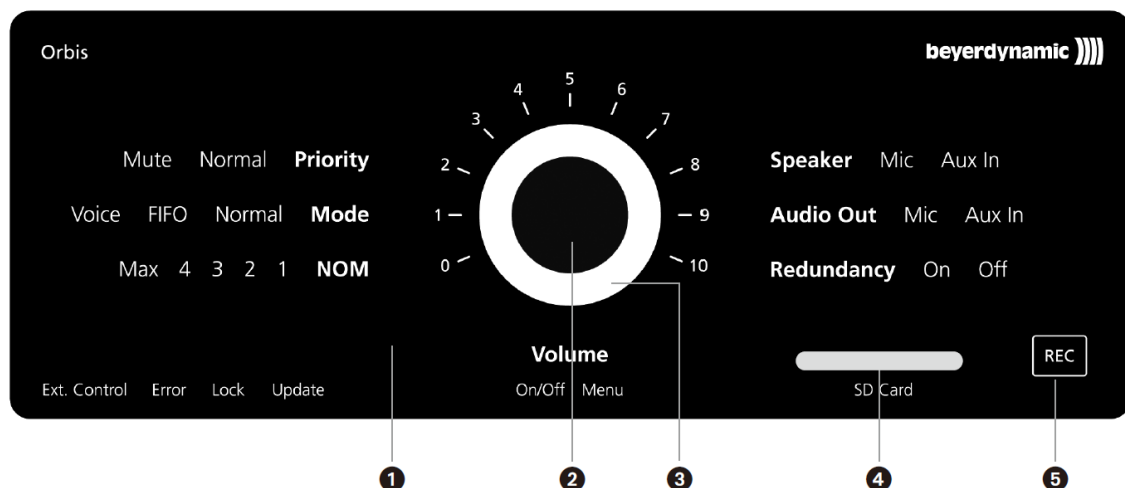 Orbis
beyerdynamic
5
4 6
3 7
Mute Normal Priority
2 8
Speaker Mic Aux In
Voice FIFO Normal Mode
1 9
Audio Out Mic Aux In
Max 4 3 2 1 NOM
0 10
Redundancy On Off
Volume
REC
Ext. Control Error Lock Update
On/Off Menu
SD Card
1 2 3 4 5